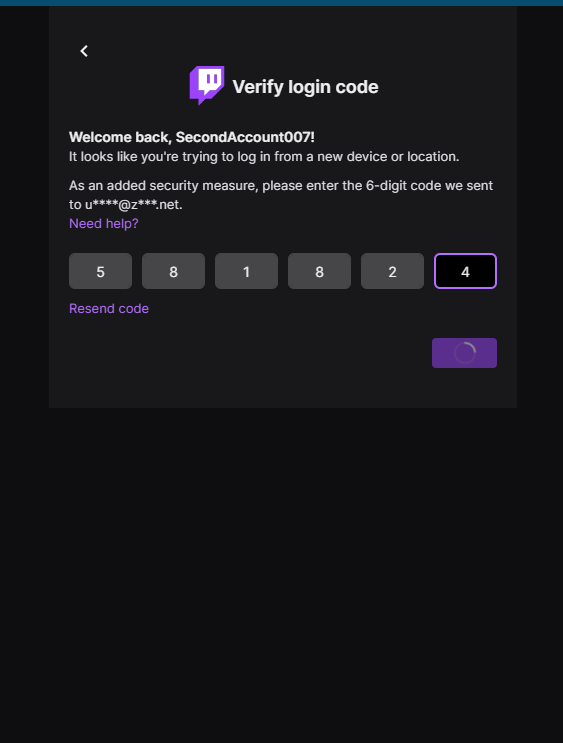 Verify login code
Welcome back, SecondAccount007!
It looks like you're trying to log in from a new device or location.
As an added security measure, please enter the 6-digit code we sent
to u****@z***.net.
Need help?
5 8 1 8 2 4
Resend code